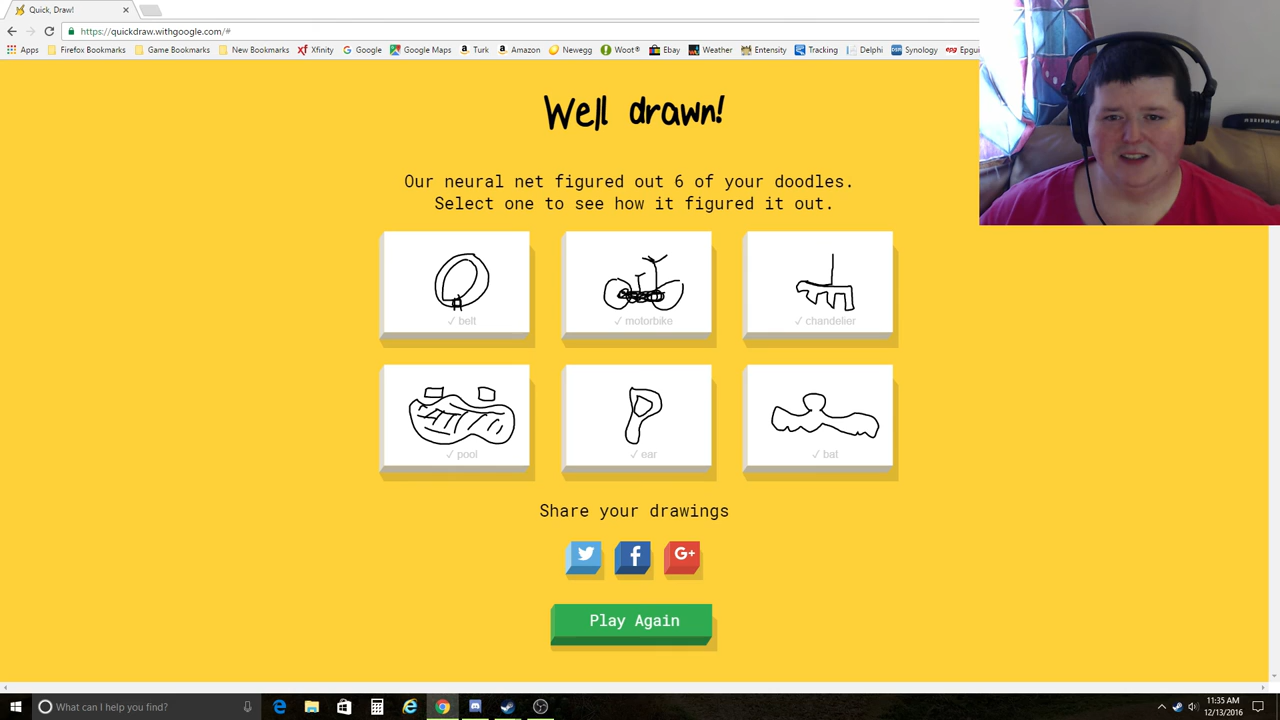 Quick, Draw!
https://quickdraw.withgoogle.com/#
Apps Firefox Bookmarks Game Bookmarks New Bookmarks Xfinity Google Google Maps Turk Amazon Newegg Woot® Ebay Weather Entensity Tracking Delphi Synology Epgui
Well drawn!
Our neural net figured out 6 of your doodles.
Select one to see how it figured it out.
✓ belt ✓ motorbike ✓ chandelier
✓ pool ✓ ear ✓ bat
Share your drawings
G+
Play Again
What can I help you find?
11:35 AM
12/13/2016